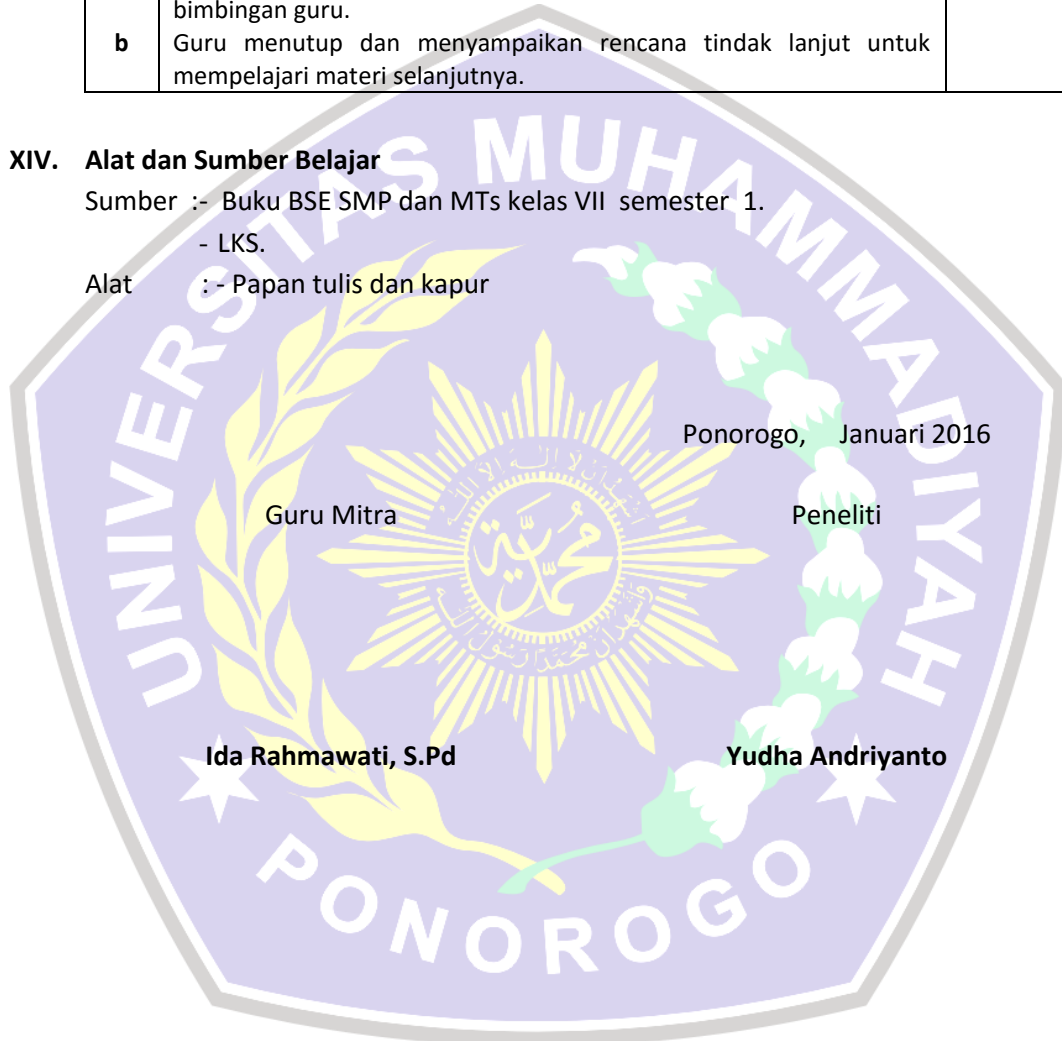 bimbingan guru.
b Guru menutup dan menyampaikan rencana tindak lanjut untuk
mempelajari materi selanjutnya.
XIV. Alat dan Sumber Belajar
Sumber :- Buku BSE SMP dan MTs kelas VII semester 1.
- LKS.
Alat : - Papan tulis dan kapur
Ponorogo, Januari 2016
Guru Mitra Peneliti
Ida Rahmawati, S.Pd Yudha Andriyanto
UNIVERSITAS MUHAMMADIYAH
PONOROGO
محمدية